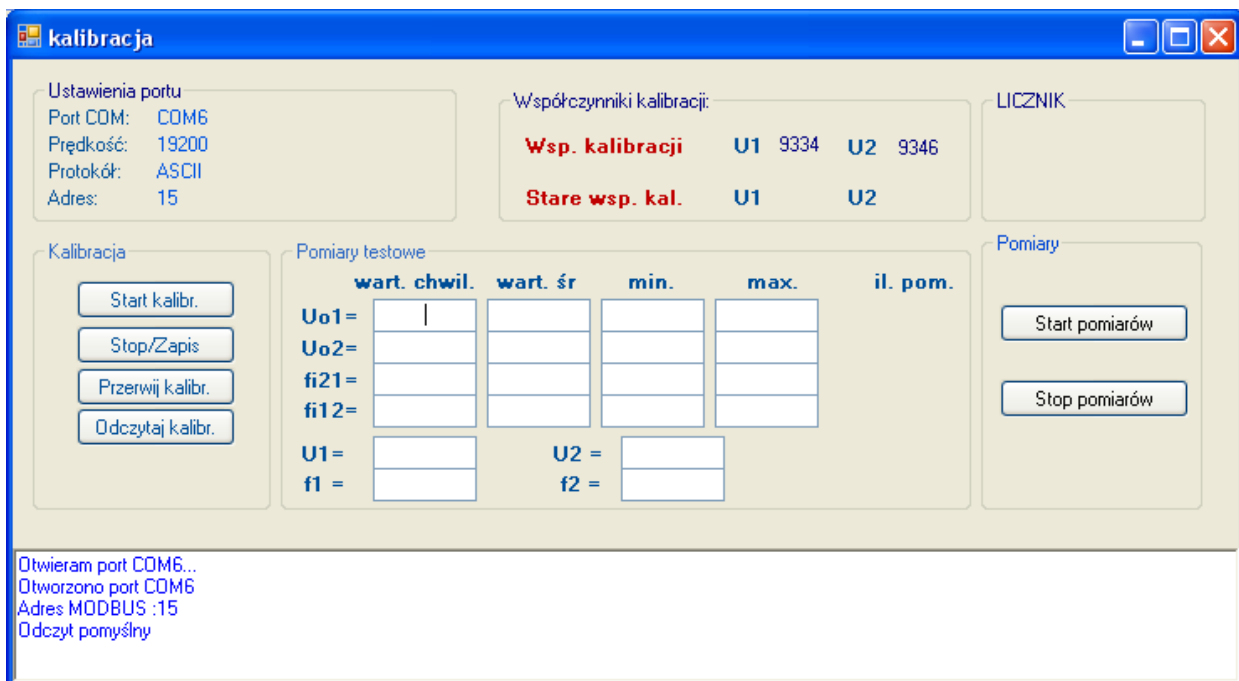 kalibracja
Ustawienia portu
Port COM: COM6
Prędkość: 19200
Protokół: ASCII
Adres: 15
Współczynniki kalibracji:
Wsp. kalibracji U1 9334 U2 9346
Stare wsp. kal. U1 U2
LICZNIK
Kalibracja
Start kalibr.
Stop/Zapis
Przerwij kalibr.
Odczytaj kalibr.
Pomiary testowe
wart. chwil. wart. śr min. max. il. pom.
Uo1=
Uo2=
fi21=
fi12=
U1= U2 =
f1 = f2 =
Pomiary
Start pomiarów
Stop pomiarów
Otwieram port COM6...
Otworzono port COM6
Adres MODBUS :15
Odczyt pomyślny